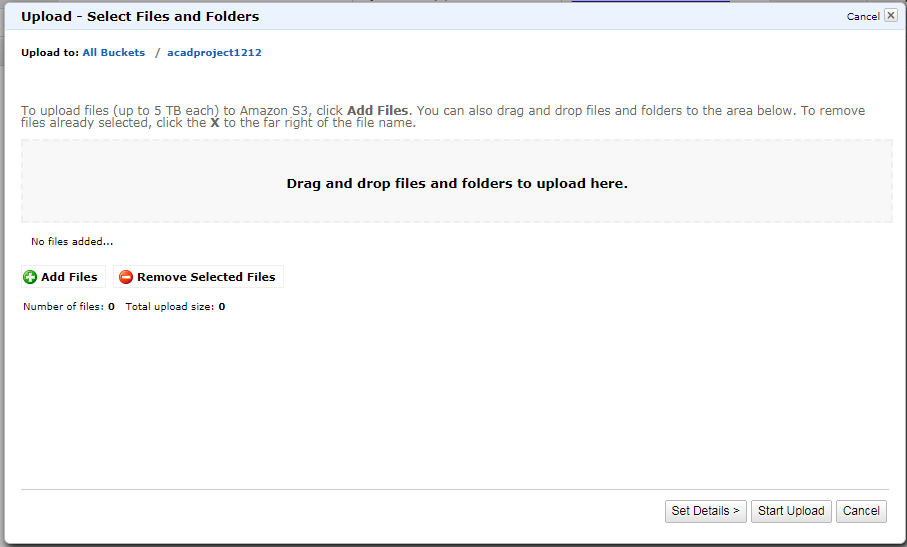 Upload - Select Files and Folders
Cancel
Upload to: All Buckets / acadproject1212
To upload files (up to 5 TB each) to Amazon S3, click Add Files. You can also drag and drop files and folders to the area below. To remove
files already selected, click the X to the far right of the file name.
Drag and drop files and folders to upload here.
No files added...
Add Files Remove Selected Files
Number of files: 0 Total upload size: 0
Set Details > Start Upload Cancel